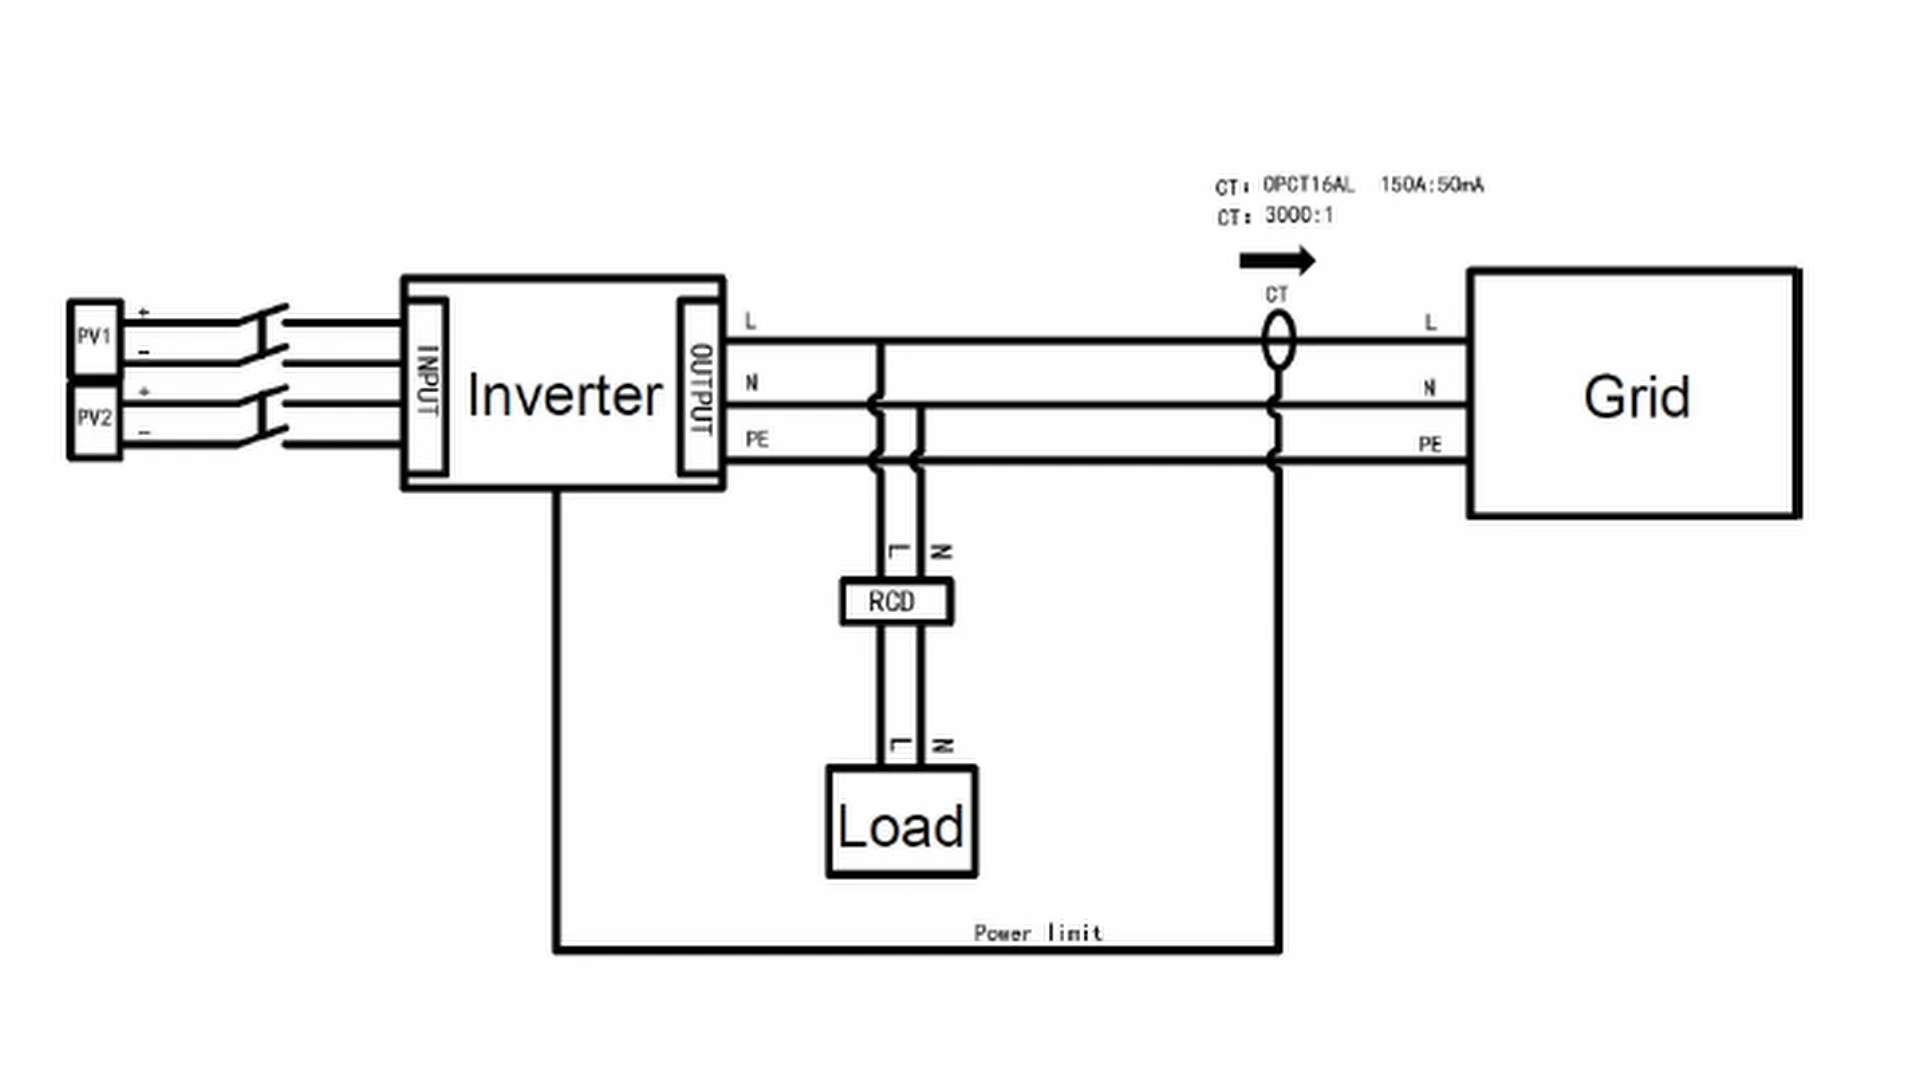 CT: OPCT16AL 150A:50mA
CT: 3000:1
CT
PV1
+
-
PV2
+
-
INPUT
Inverter
OUTPUT
L
N
PE
L
N
PE
Grid
L N
RCD
L N
Load
Power limit